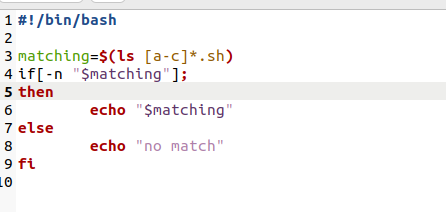 1 #!/bin/bash
2
3 matching=$(ls [a-c]*.sh)
4 if[-n "$matching"];
5 then
6         echo "$matching"
7 else
8         echo "no match"
9 fi
10